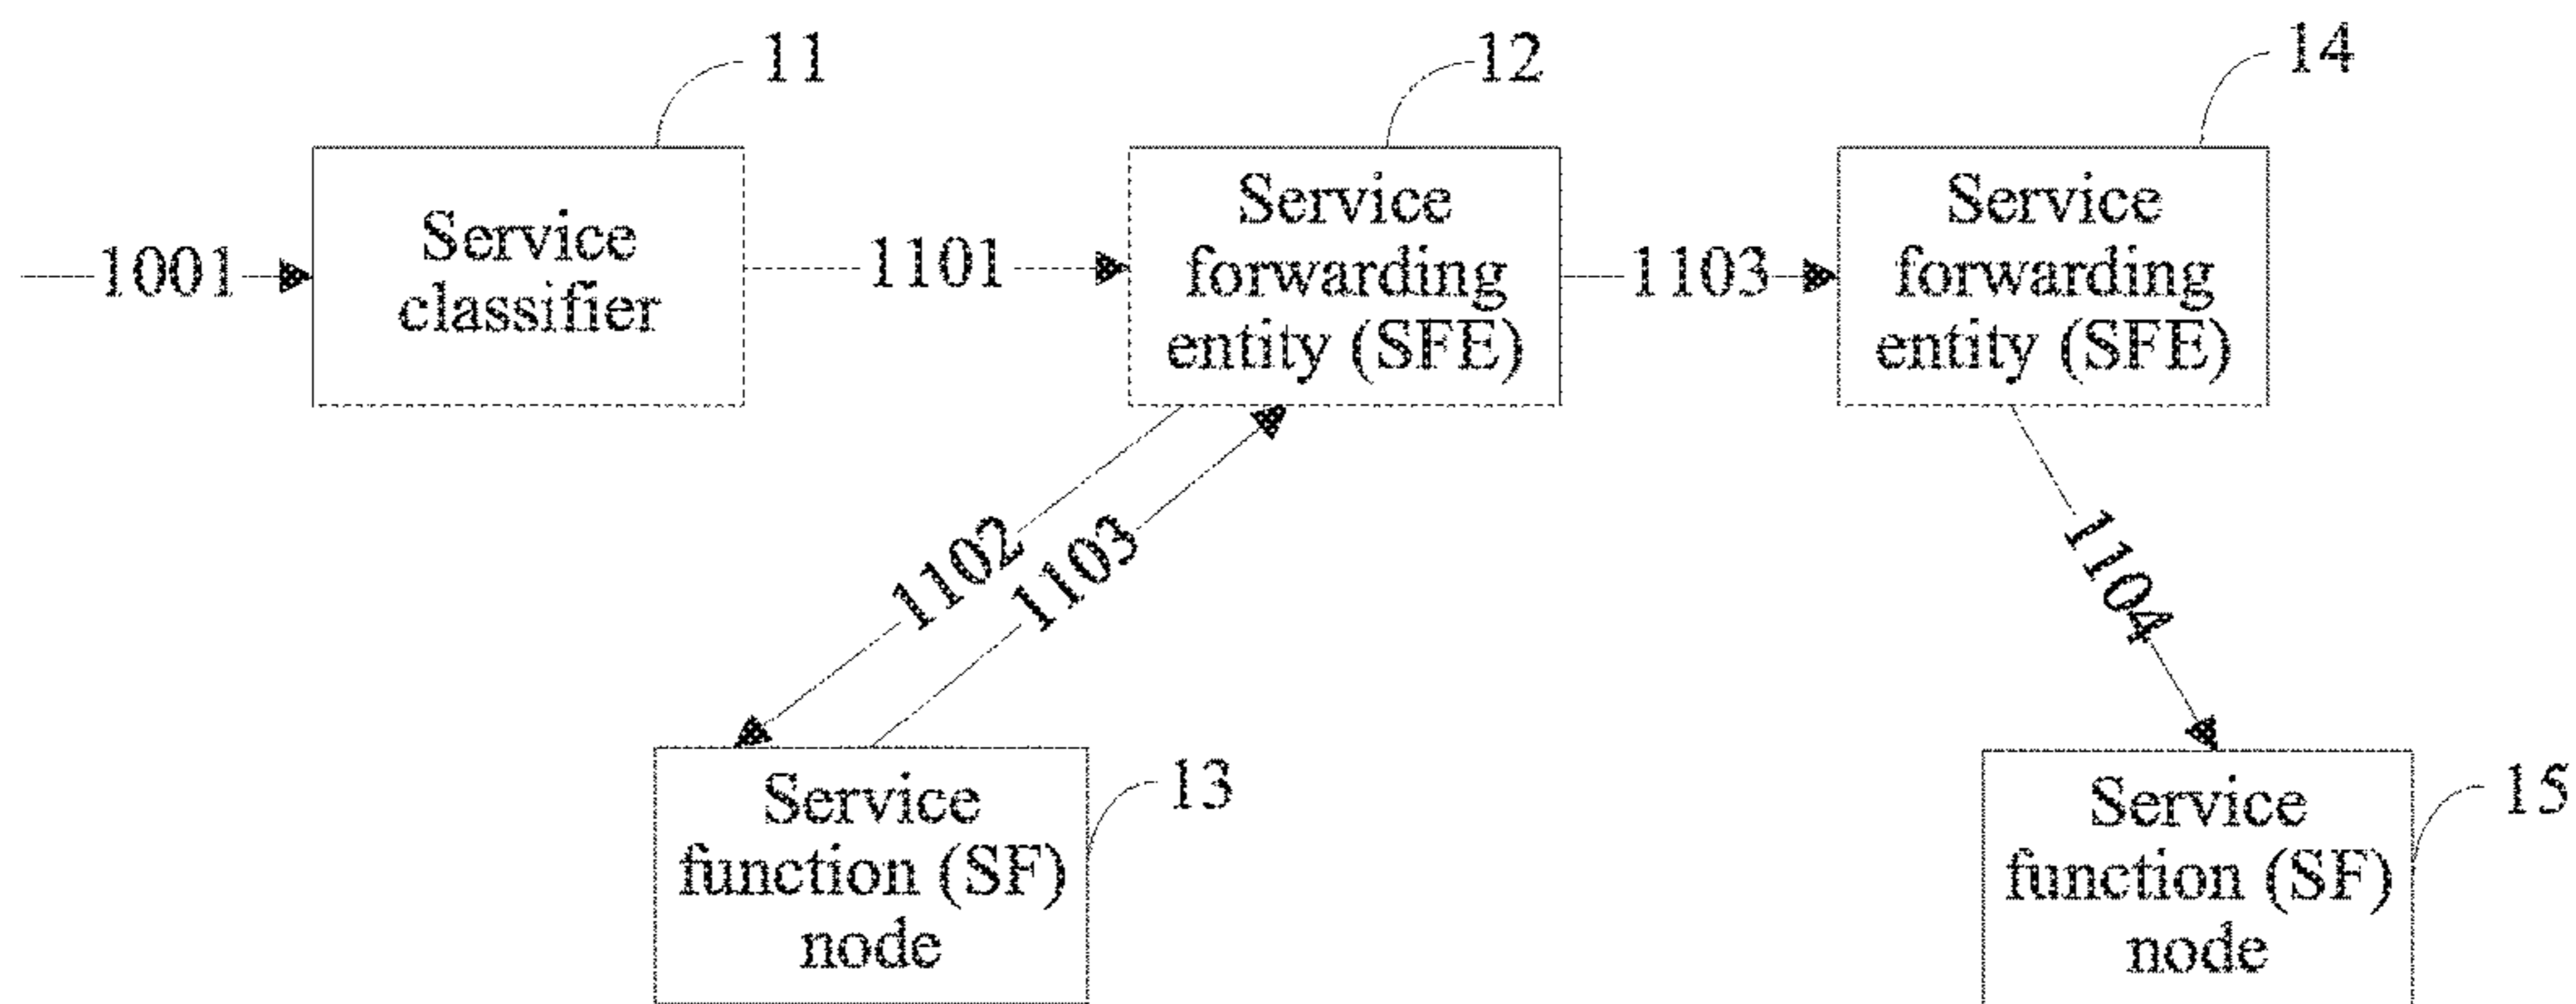 11
12
14
1001
Service
classifier
1101
Service
forwarding
entity (SFE)
1103
Service
forwarding
entity (SFE)
1102
1103
1104
Service
function (SF)
node
13
Service
function (SF)
node
15